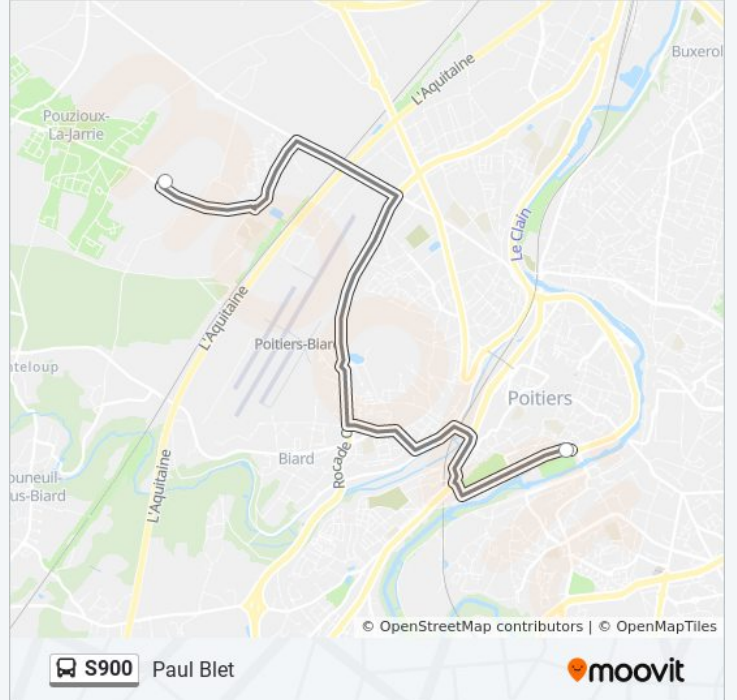 Buxerol
L'Aquitaine
Pouzioux-
La-Jarrie
Le Clain
L'Aquitaine
Poitiers-Biard
teloup
Poitiers
Biard
Rocade O
ouneuil-
us-Biard
L'Aquitaine
© OpenStreetMap contributors | © OpenMapTiles
S900 Paul Blet
moovit